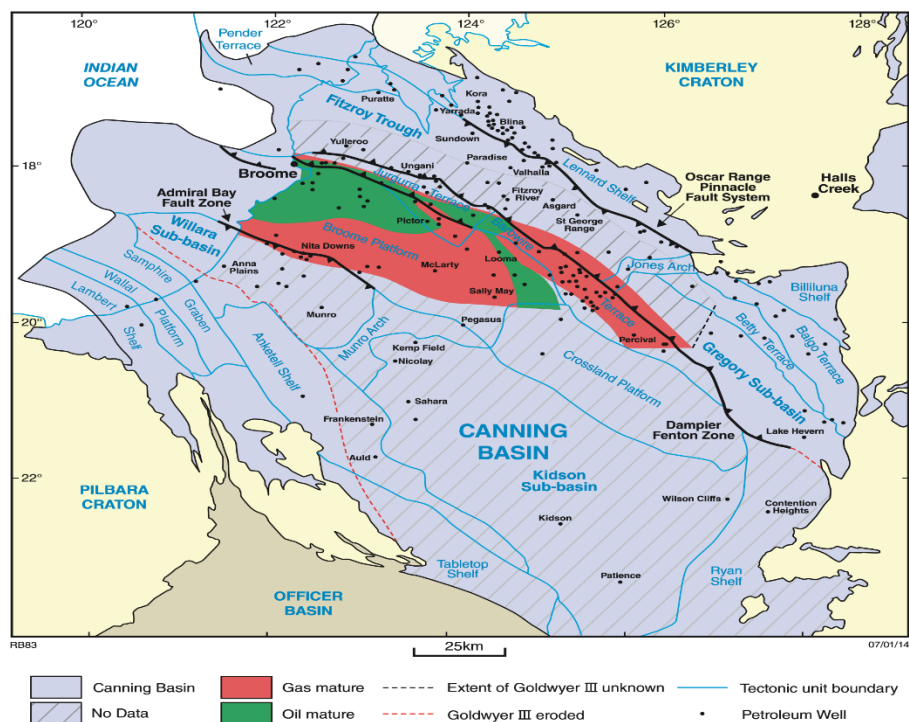 120°
122°
124°
126°
128°
Pender
Terrace
INDIAN
OCEAN
KIMBERLEY
CRATON
Puratte
Kora
Yarrada
Blina
Fitzroy Trough
Sundown
Yulleroo
Paradise
Ungani
Valhalla
Lennard Shelf
18°
Broome
Jurgurra Terrace
Fitzroy
River
Oscar Range
Pinnacle
Fault System
Halls
Creek
Admiral Bay
Fault Zone
Asgard
Willara
Sub-basin
Pictor
Barbwire
St George
Range
Broome Platform
Nita Downs
Looma
Jones Arch
Anna
Plains
McLarty
Samphire
Graben
Sally May
Terrace
Billiluna
Shelf
Wallal
Platform
Lambert
Shelf
20°
Munro
Pegasus
Betty Terrace
Balgo Terrace
Munro Arch
Percival
Kemp Field
Nicolay
Anketell Shelf
Crossland Platform
Gregory Sub-basin
Sahara
Frankenstein
CANNING
BASIN
Dampier
Fenton Zone
Lake Hevern
Auld
22°
Kidson
Sub-basin
PILBARA
CRATON
Wilson Cliffs
Contention
Heights
Kidson
Tabletop
Shelf
Patience
Ryan
Shelf
OFFICER
BASIN
RB83
25km
07/01/14
Canning Basin
Gas mature
Extent of Goldwyer III unknown
Tectonic unit boundary
No Data
Oil mature
Goldwyer III eroded
Petroleum Well